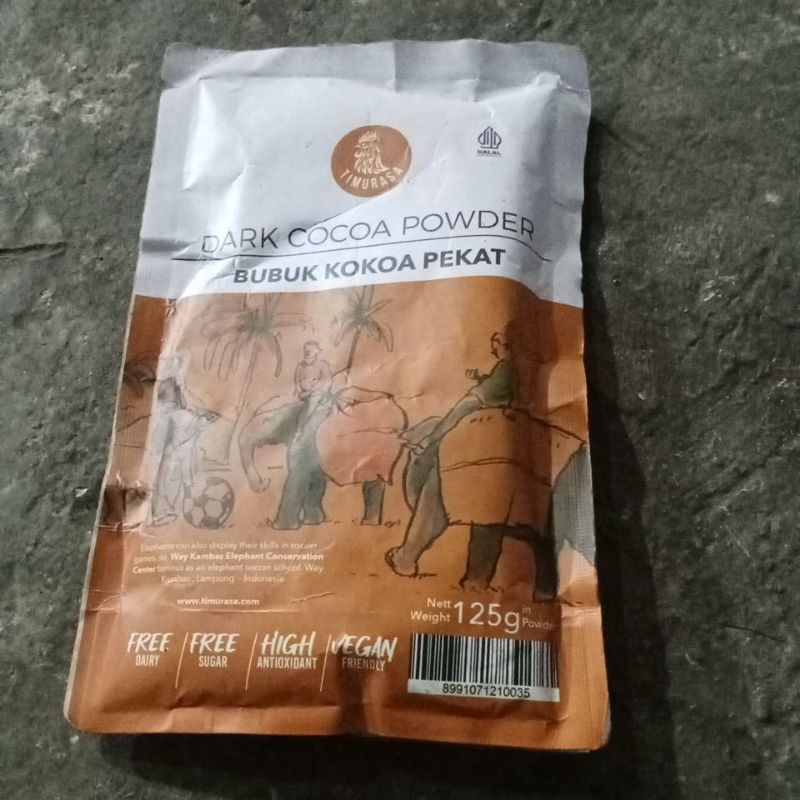 TIMURASA
HALAL
DARK COCOA POWDER
BUBUK KOKOA PEKAT
Elephants can also display their skills in soccer
games, so Way Kambas Elephant Conservation
Center famous as an elephant soccer school. Way
Kambas, Lampung - Indonesia
www.timurasa.com
Nett
Weight 125g in
Powder
FREE DAIRY
FREE SUGAR
HIGH ANTIOXIDANT
VEGAN FRIENDLY
8991071210035